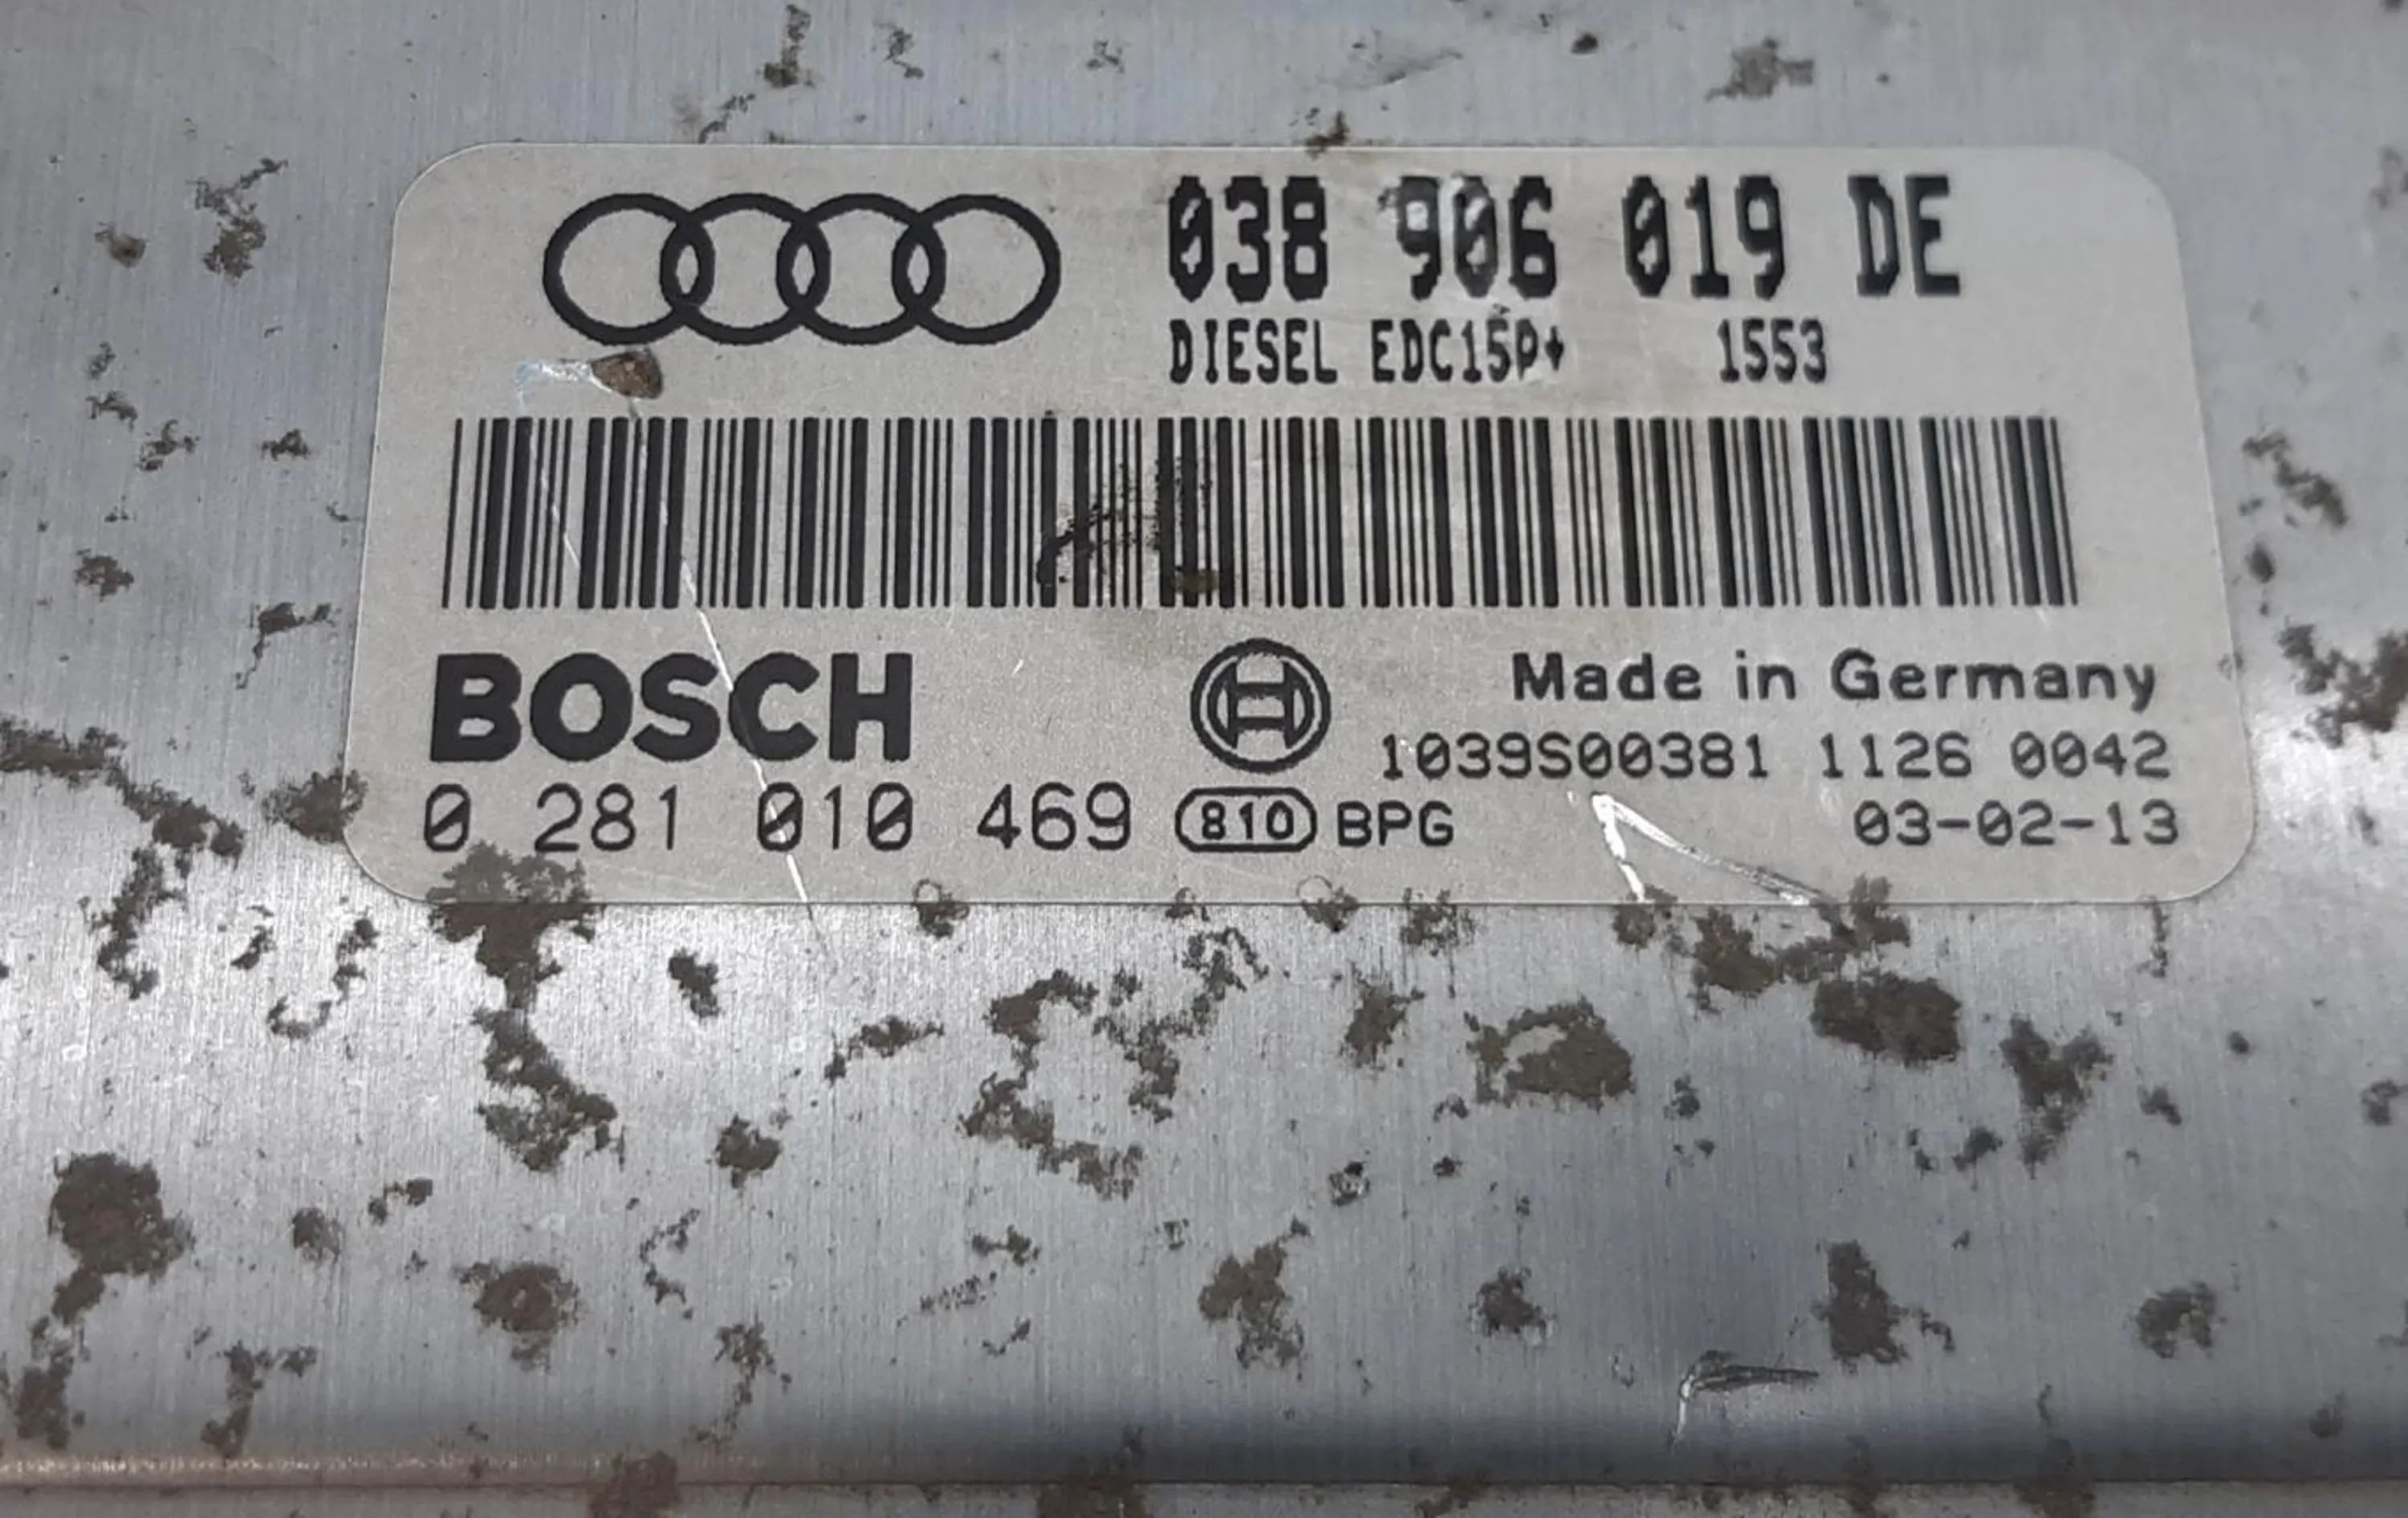 038 906 019 DE
DIESEL EDC15P+ 1553
BOSCH
Made in Germany
1039S00381 1126 0042
0 281 010 469 810 BPG 03-02-13